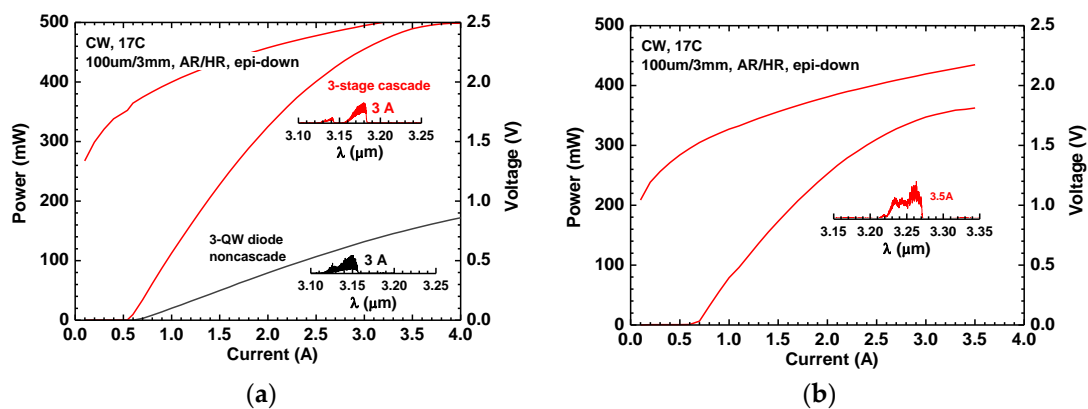 CW, 17C
100um/3mm, AR/HR, epi-down
3-stage cascade
3 A
3.10 3.15 3.20 3.25
λ (μm)
3-QW diode
noncascade
3 A
3.10 3.15 3.20 3.25
λ (μm)
500
400
300
200
100
0
Power (mW)
2.5
2.0
1.5
1.0
0.5
0.0
Voltage (V)
0.0 0.5 1.0 1.5 2.0 2.5 3.0 3.5 4.0
Current (A)
(a)
CW, 17C
100um/3mm, AR/HR, epi-down
3.5A
3.15 3.20 3.25 3.30 3.35
λ (μm)
500
400
300
200
100
0
Power (mW)
2.5
2.0
1.5
1.0
0.5
0.0
Voltage (V)
0.0 0.5 1.0 1.5 2.0 2.5 3.0 3.5 4.0
Current (A)
(b)